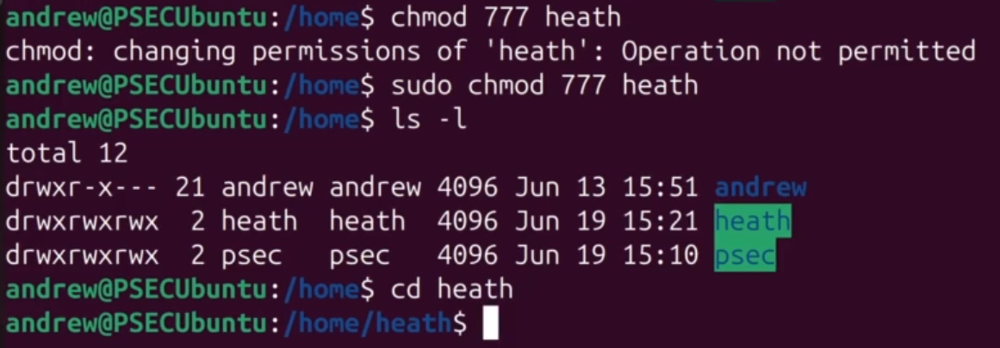 andrew@PSECUbuntu:/home$ chmod 777 heath
chmod: changing permissions of 'heath': Operation not permitted
andrew@PSECUbuntu:/home$ sudo chmod 777 heath
andrew@PSECUbuntu:/home$ ls -l
total 12
drwxr-x--- 21 andrew andrew 4096 Jun 13 15:51 andrew
drwxrwxrwx  2 heath  heath  4096 Jun 19 15:21 heath
drwxrwxrwx  2 psec   psec   4096 Jun 19 15:10 psec
andrew@PSECUbuntu:/home$ cd heath
andrew@PSECUbuntu:/home/heath$